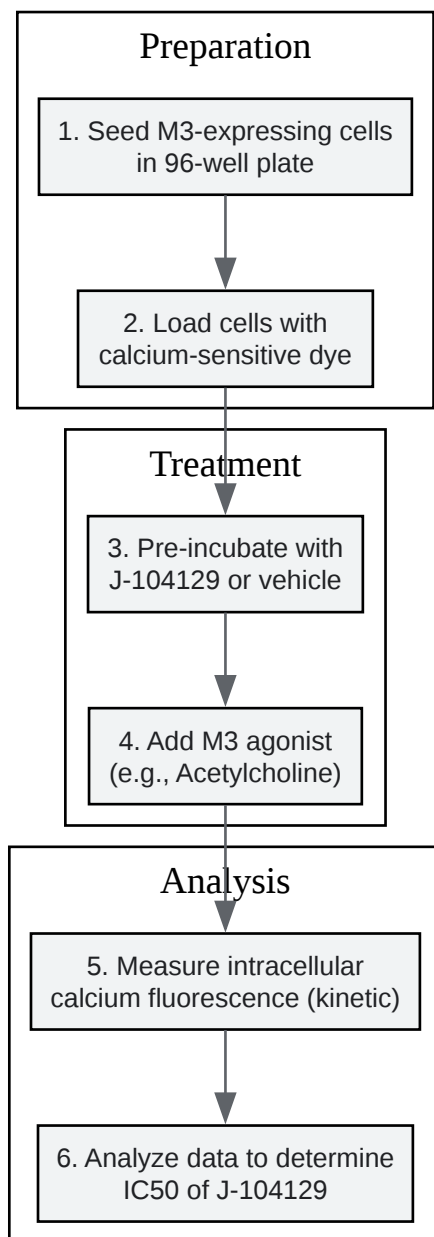 Preparation
1. Seed M3-expressing cells
in 96-well plate
2. Load cells with
calcium-sensitive dye
Treatment
3. Pre-incubate with
J-104129 or vehicle
4. Add M3 agonist
(e.g., Acetylcholine)
Analysis
5. Measure intracellular
calcium fluorescence (kinetic)
6. Analyze data to determine
IC50 of J-104129